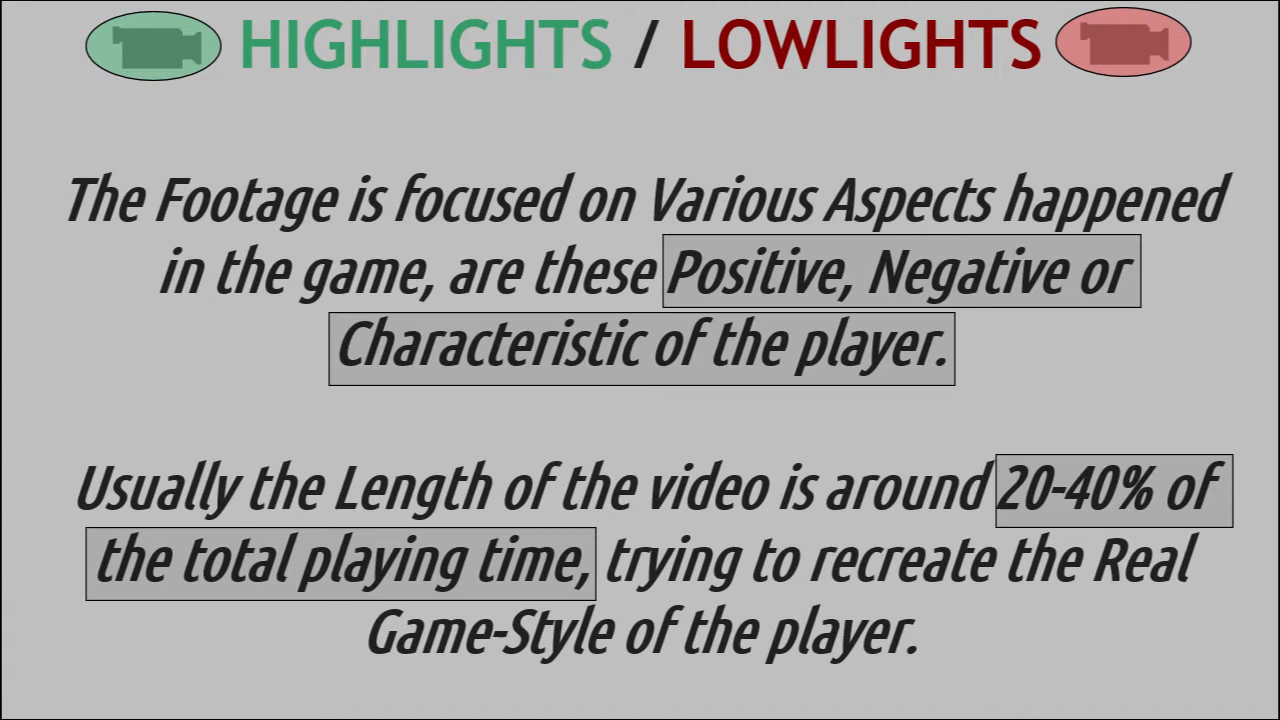 HIGHLIGHTS / LOWLIGHTS
The Footage is focused on Various Aspects happened
in the game, are these Positive, Negative or
Characteristic of the player.
Usually the Length of the video is around 20-40% of
the total playing time, trying to recreate the Real
Game-Style of the player.